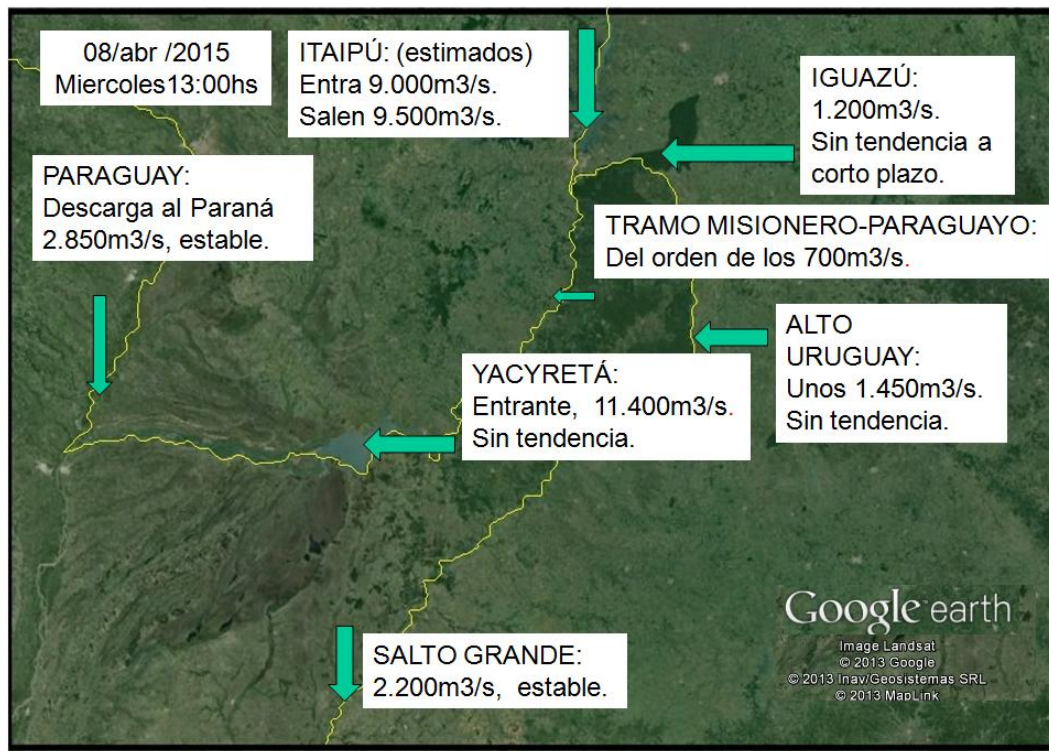 08/abr /2015
Miercoles13:00hs
ITAIPÚ: (estimados)
Entra 9.000m3/s.
Salen 9.500m3/s.
IGUAZÚ:
1.200m3/s.
Sin tendencia a
corto plazo.
PARAGUAY:
Descarga al Paraná
2.850m3/s, estable.
TRAMO MISIONERO-PARAGUAYO:
Del orden de los 700m3/s.
ALTO
URUGUAY:
Unos 1.450m3/s.
Sin tendencia.
YACYRETÁ:
Entrante, 11.400m3/s.
Sin tendencia.
SALTO GRANDE:
2.200m3/s, estable.
Google earth
Image Landsat
© 2013 Google
© 2013 Inav/Geosistemas SRL
© 2013 MapLink